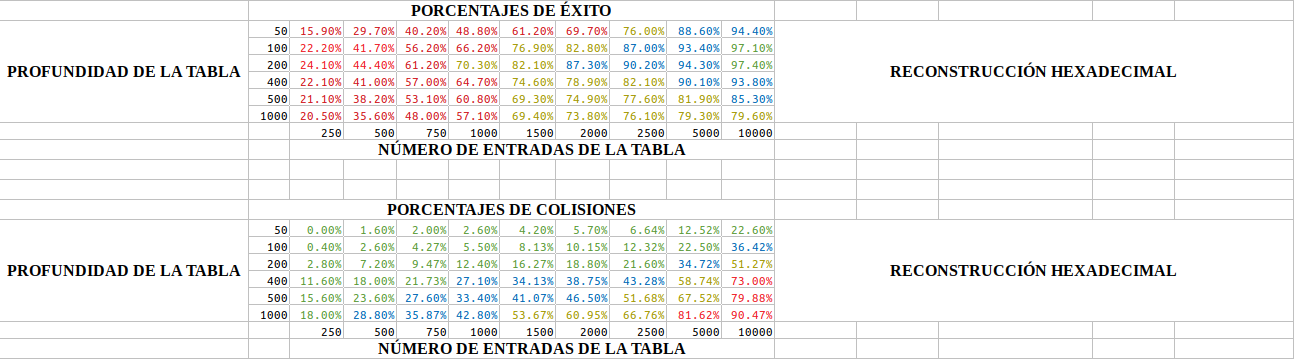 PORCENTAJES DE ÉXITO
50 15.90% 29.70% 40.20% 48.80% 61.20% 69.70% 76.00% 88.60% 94.40%
100 22.20% 41.70% 56.20% 66.20% 76.90% 82.80% 87.00% 93.40% 97.10%
PROFUNDIDAD DE LA TABLA 200 24.10% 44.40% 61.20% 70.30% 82.10% 87.30% 90.20% 94.30% 97.40% RECONSTRUCCIÓN HEXADECIMAL
400 22.10% 41.00% 57.00% 64.70% 74.60% 78.90% 82.10% 90.10% 93.80%
500 21.10% 38.20% 53.10% 60.80% 69.30% 74.90% 77.60% 81.90% 85.30%
1000 20.50% 35.60% 48.00% 57.10% 69.40% 73.80% 76.10% 79.30% 79.60%
250 500 750 1000 1500 2000 2500 5000 10000
NÚMERO DE ENTRADAS DE LA TABLA
PORCENTAJES DE COLISIONES
50 0.00% 1.60% 2.00% 2.60% 4.20% 5.70% 6.64% 12.52% 22.60%
100 0.40% 2.60% 4.27% 5.50% 8.13% 10.15% 12.32% 22.50% 36.42%
PROFUNDIDAD DE LA TABLA 200 2.80% 7.20% 9.47% 12.40% 16.27% 18.80% 21.60% 34.72% 51.27% RECONSTRUCCIÓN HEXADECIMAL
400 11.60% 18.00% 21.73% 27.10% 34.13% 38.75% 43.28% 58.74% 73.00%
500 15.60% 23.60% 27.60% 33.40% 41.07% 46.50% 51.68% 67.52% 79.88%
1000 18.00% 28.80% 35.87% 42.80% 53.67% 60.95% 66.76% 81.62% 90.47%
250 500 750 1000 1500 2000 2500 5000 10000
NÚMERO DE ENTRADAS DE LA TABLA